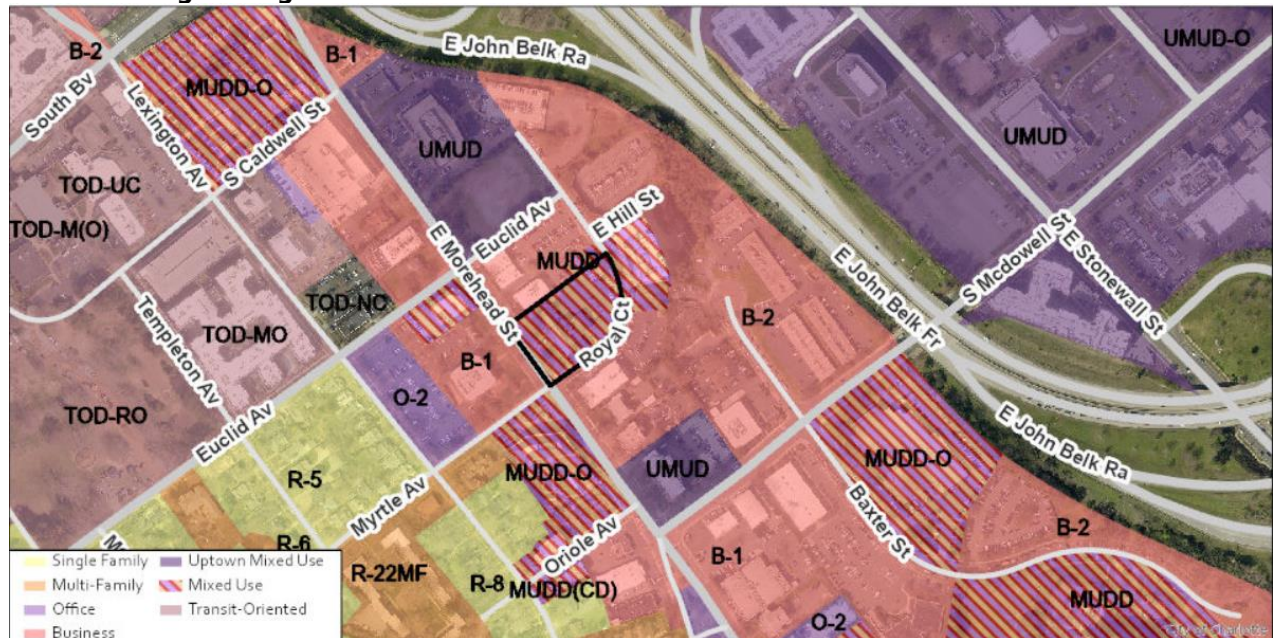 B-2
South Bv
Lexington Av
MUDD-O
S Caldwell St
B-1
E John Belk Ra
UMUD-O
UMUD
UMUD
TOD-UC
TOD-M(O)
Templeton Av
TOD-MO
TOD-NC
E Morehead St
Euclid Av
MUDD
E Hill St
Royal Ct
B-2
S Mcdowell St
E Stonewall St
E John Belk Fr
TOD-RO
Euclid Av
O-2
B-1
R-5
Myrtle Av
R-6
R-22MF
R-8
MUDD-O
Oriole Av
MUDD(CD)
UMUD
B-1
MUDD-O
Baxter St
E John Belk Ra
B-2
MUDD
O-2
Single Family
Multi-Family
Office
Business
Uptown Mixed Use
Mixed Use
Transit-Oriented
City of Charlotte